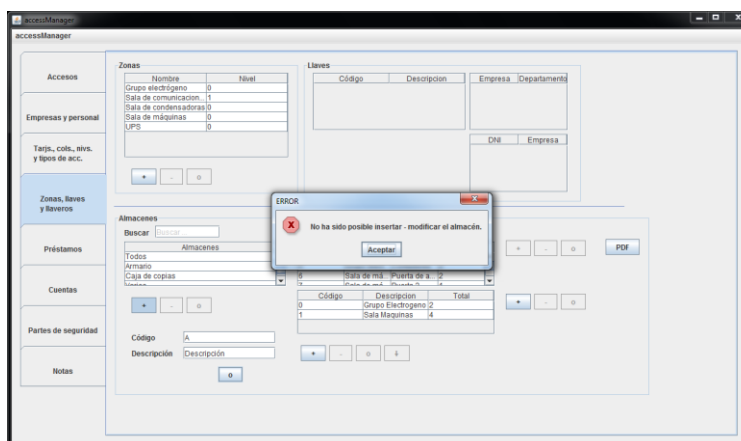 accessManager
accessManager
Accesos
Empresas y personal
Tarjs., cols., nivs.
y tipos de acc.
Zonas, llaves
y llaveros
Préstamos
Cuentas
Partes de seguridad
Notas
Zonas
Nombre Nivel
Grupo electrógeno 0
Sala de comunicacion... 1
Sala de condensadoras 0
Sala de máquinas 0
UPS 0
+ - o
Llaves
Código Descripcion
Empresa Departamento
DNI Empresa
ERROR
No ha sido posible insertar - modificar el almacén.
Aceptar
Almacenes
Buscar Buscar...
Almacenes
Todos
Armario
Caja de copias
+ - o
Código A
Descripción Descripción
o
6 Sala de má... Puerta de a... 2
Código Descripcion Total
0 Grupo Electrogeno 2
1 Sala Maquinas 4
+ - o
+ - o PDF
+ - o